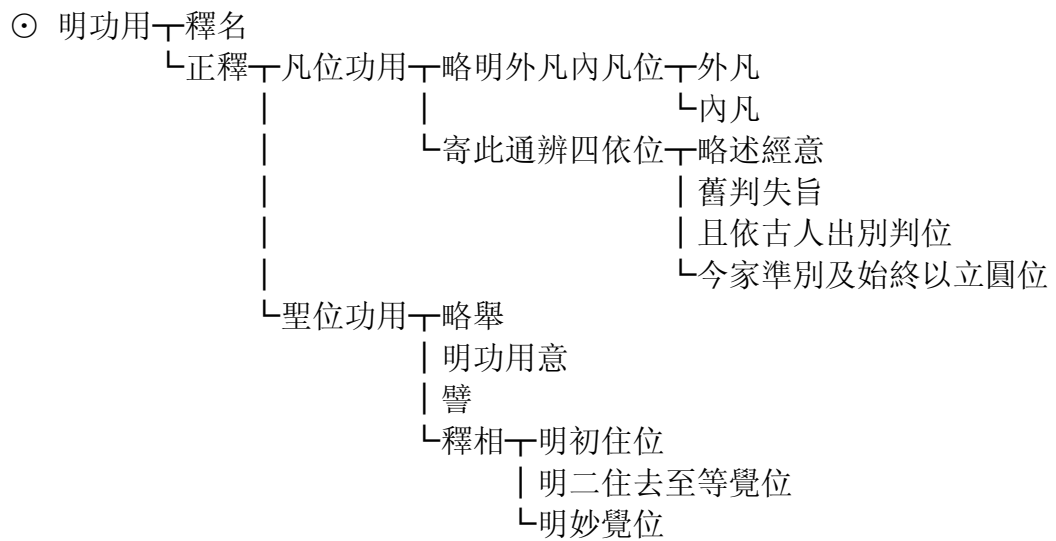 ⊙ 明功用┬釋名
└正釋┬凡位功用┬略明外凡內凡位┬外凡
│ │ └內凡
│ └寄此通辨四依位┬略述經意
│ │舊判失旨
│ │且依古人出別判位
│ └今家準別及始終以立圓位
└聖位功用┬略舉
│明功用意
│譬
└釋相┬明初住位
│明二住去至等覺位
└明妙覺位